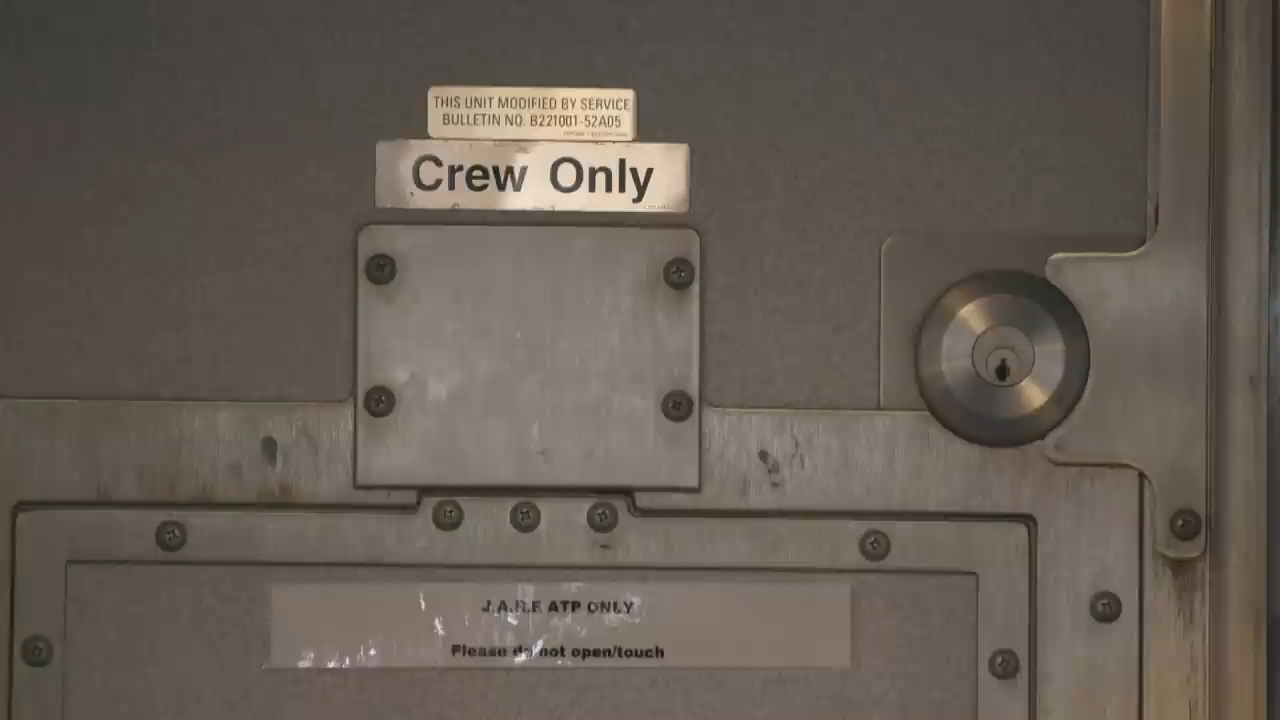 THIS UNIT MODIFIED BY SERVICE
BULLETIN NO. B221001-52A05
Crew Only
J.A.R.E ATP ONLY
Please do not open/touch